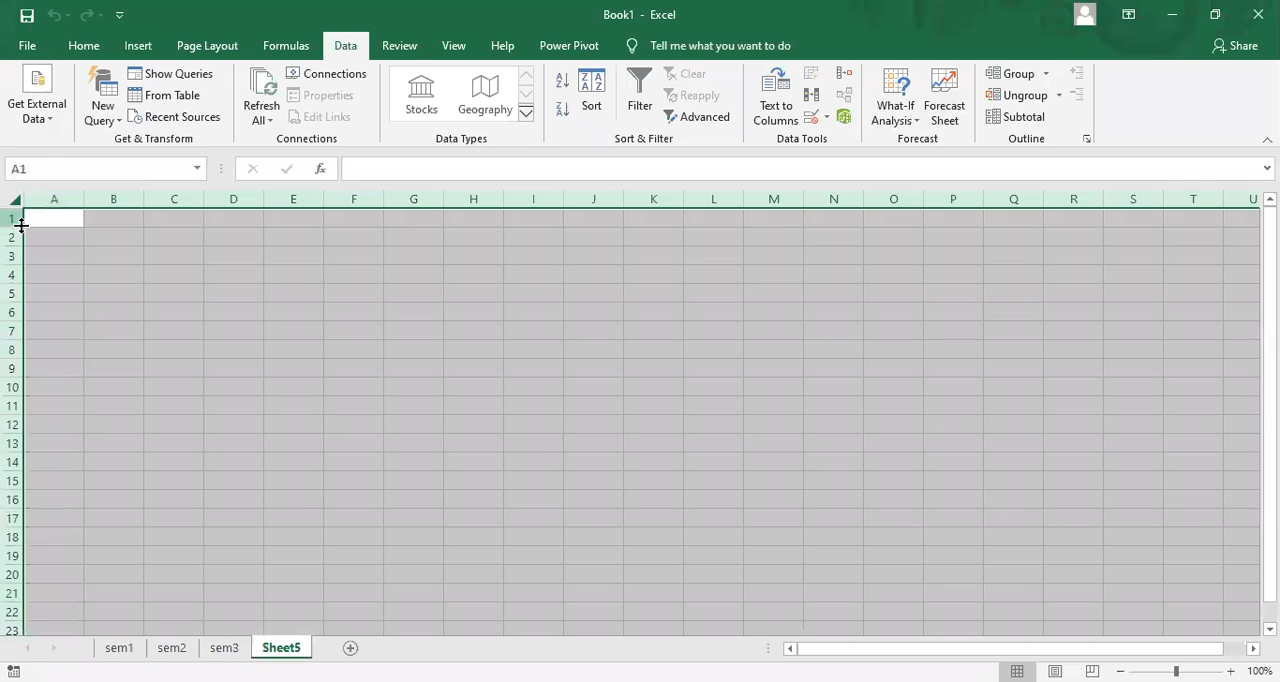 Book1 - Excel
File Home Insert Page Layout Formulas Data Review View Help Power Pivot Tell me what you want to do Share
Get External Data
New Query
Show Queries
From Table
Recent Sources
Get & Transform
Refresh All
Connections
Properties
Edit Links
Connections
Stocks
Geography
Data Types
Sort
Filter
Clear
Reapply
Advanced
Sort & Filter
Text to Columns
Data Tools
What-If Analysis
Forecast Sheet
Forecast
Group
Ungroup
Subtotal
Outline
A1 fx
A B C D E F G H I J K L M N O P Q R S T U
1
2
3
4
5
6
7
8
9
10
11
12
13
14
15
16
17
18
19
20
21
22
23
sem1 sem2 sem3 Sheet5
100%